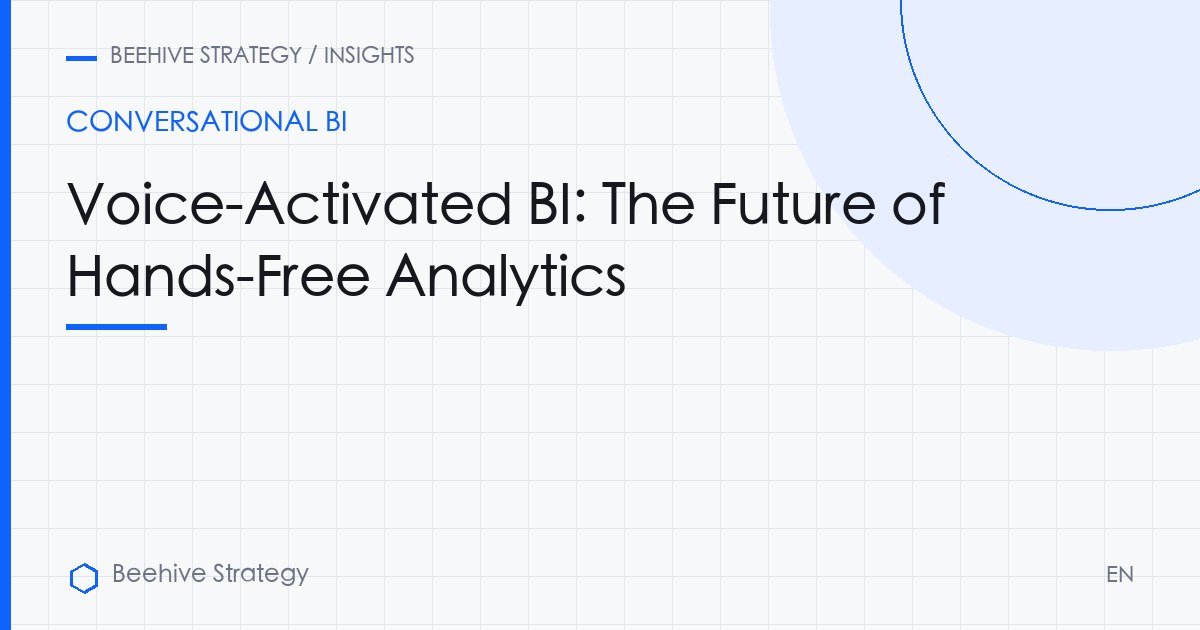 BEEHIVE STRATEGY / INSIGHTS
CONVERSATIONAL BI
Voice-Activated BI: The Future of
Hands-Free Analytics
Beehive Strategy
EN